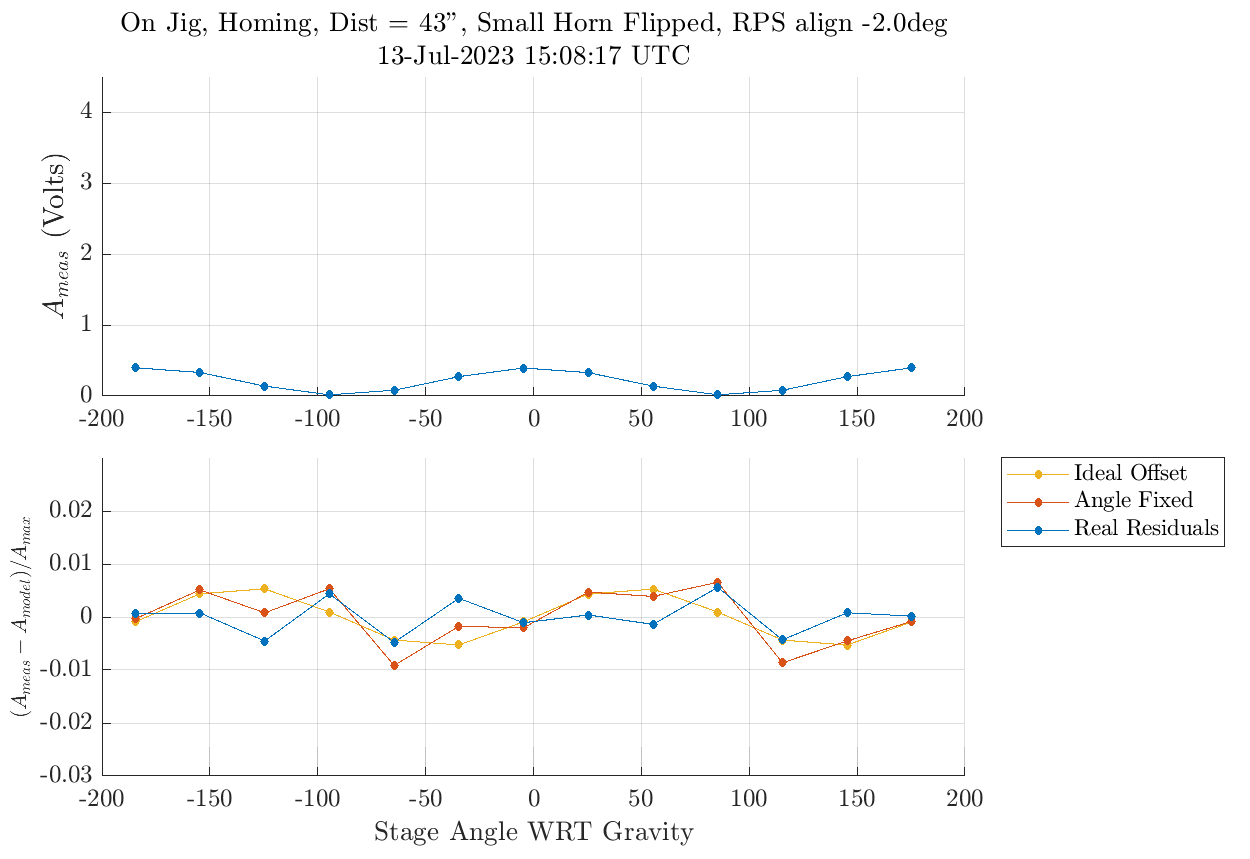 On Jig, Homing, Dist = 43", Small Horn Flipped, RPS align -2.0deg
13-Jul-2023 15:08:17 UTC
A_meas (Volts)
4
3
2
1
0
-200 -150 -100 -50 0 50 100 150 200
(A_meas − A_model)/A_max
0.02
0.01
0
-0.01
-0.02
-0.03
-200 -150 -100 -50 0 50 100 150 200
Stage Angle WRT Gravity
Ideal Offset
Angle Fixed
Real Residuals